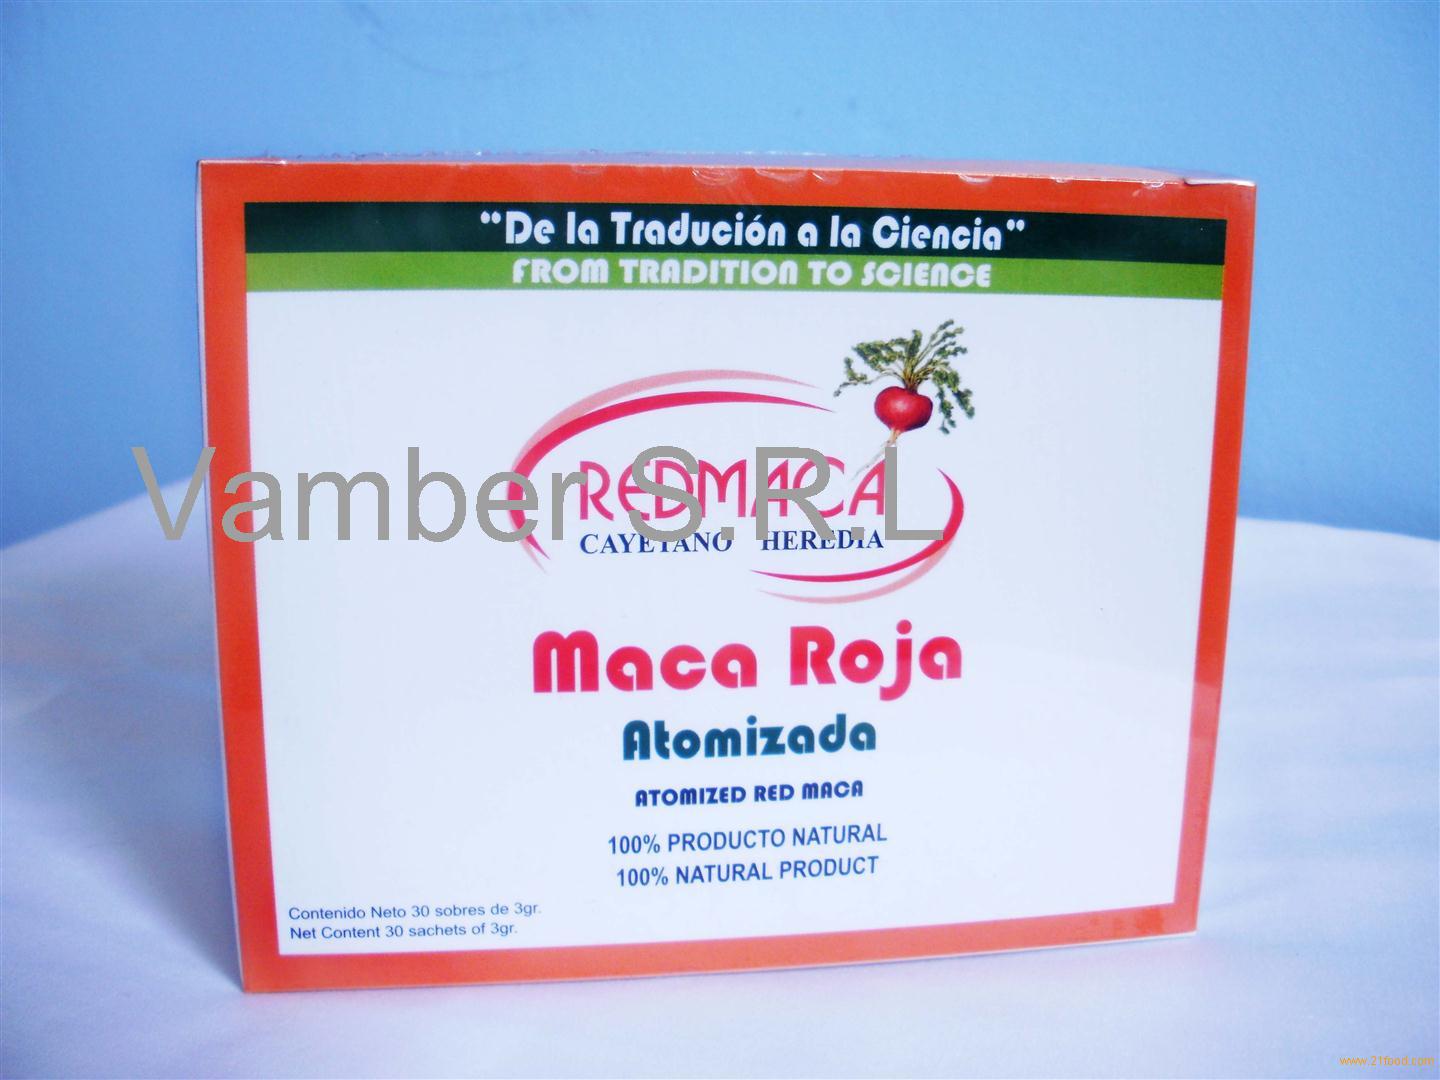 “De la Tradución a la Ciencia”
FROM TRADITION TO SCIENCE
REDMACA
Vamber S.R.L
CAYETANO HEREDIA
Maca Roja
Atomizada
ATOMIZED RED MACA
100% PRODUCTO NATURAL
100% NATURAL PRODUCT
Contenido Neto 30 sobres de 3gr.
Net Content 30 sachets of 3gr.
www.21food.com